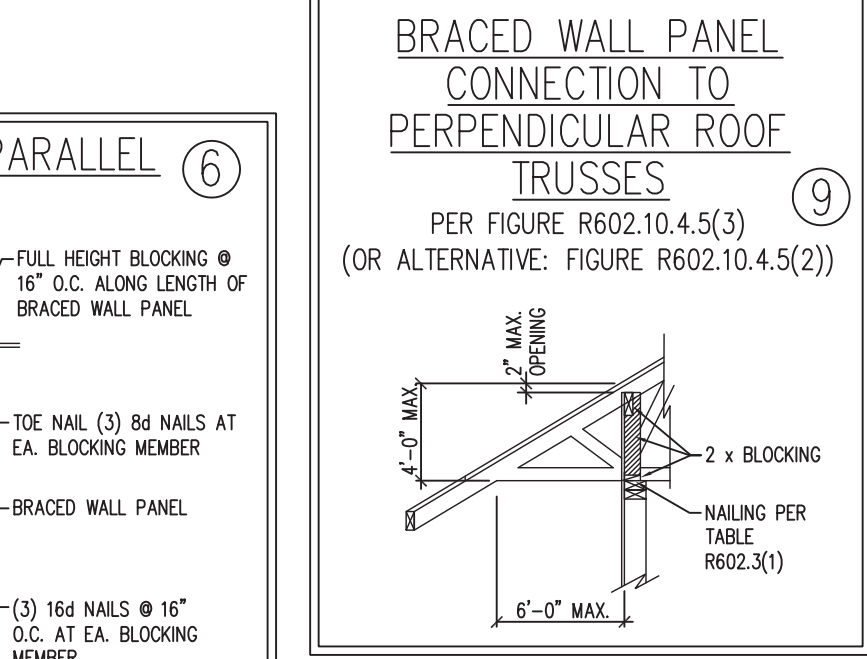 PARALLEL
6
FULL HEIGHT BLOCKING @
16" O.C. ALONG LENGTH OF
BRACED WALL PANEL
TOE NAIL (3) 8d NAILS AT
EA. BLOCKING MEMBER
BRACED WALL PANEL
(3) 16d NAILS @ 16"
O.C. AT EA. BLOCKING
MEMBER
BRACED WALL PANEL
CONNECTION TO
PERPENDICULAR ROOF
TRUSSES
9
PER FIGURE R602.10.4.5(3)
(OR ALTERNATIVE: FIGURE R602.10.4.5(2))
2" MAX.
OPENING
4'-0" MAX.
2 x BLOCKING
NAILING PER
TABLE
R602.3(1)
6'-0" MAX.